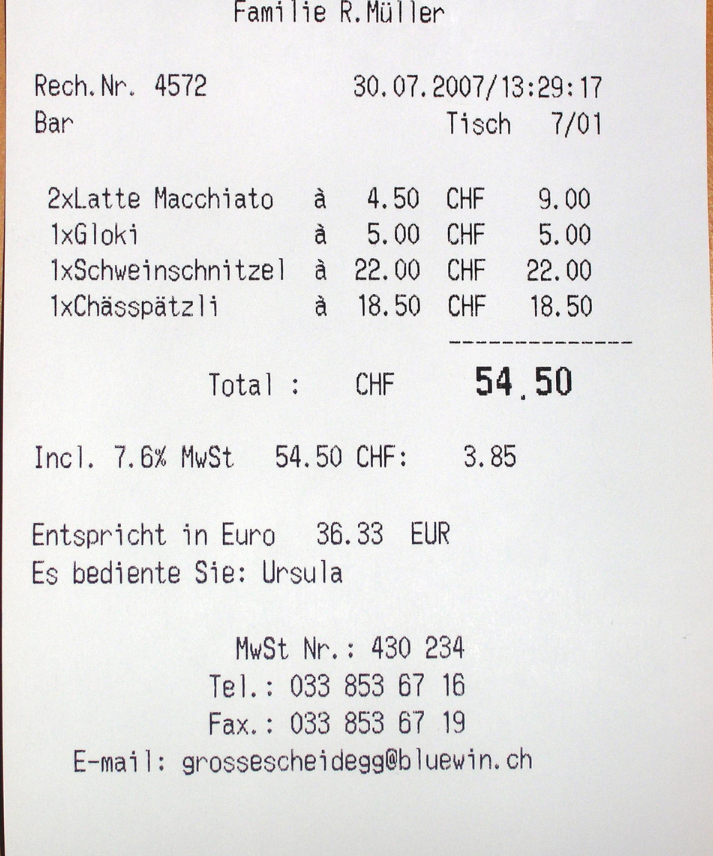 Familie R.Müller
Rech.Nr. 4572 30.07.2007/13:29:17
Bar Tisch 7/01
2xLatte Macchiato à 4.50 CHF 9.00
1xGloki à 5.00 CHF 5.00
1xSchweinschnitzel à 22.00 CHF 22.00
1xChässpätzli à 18.50 CHF 18.50
--------------
Total : CHF 54.50
Incl. 7.6% MwSt 54.50 CHF: 3.85
Entspricht in Euro 36.33 EUR
Es bediente Sie: Ursula
MwSt Nr.: 430 234
Tel.: 033 853 67 16
Fax.: 033 853 67 19
E-mail: grossescheidegg@bluewin.ch